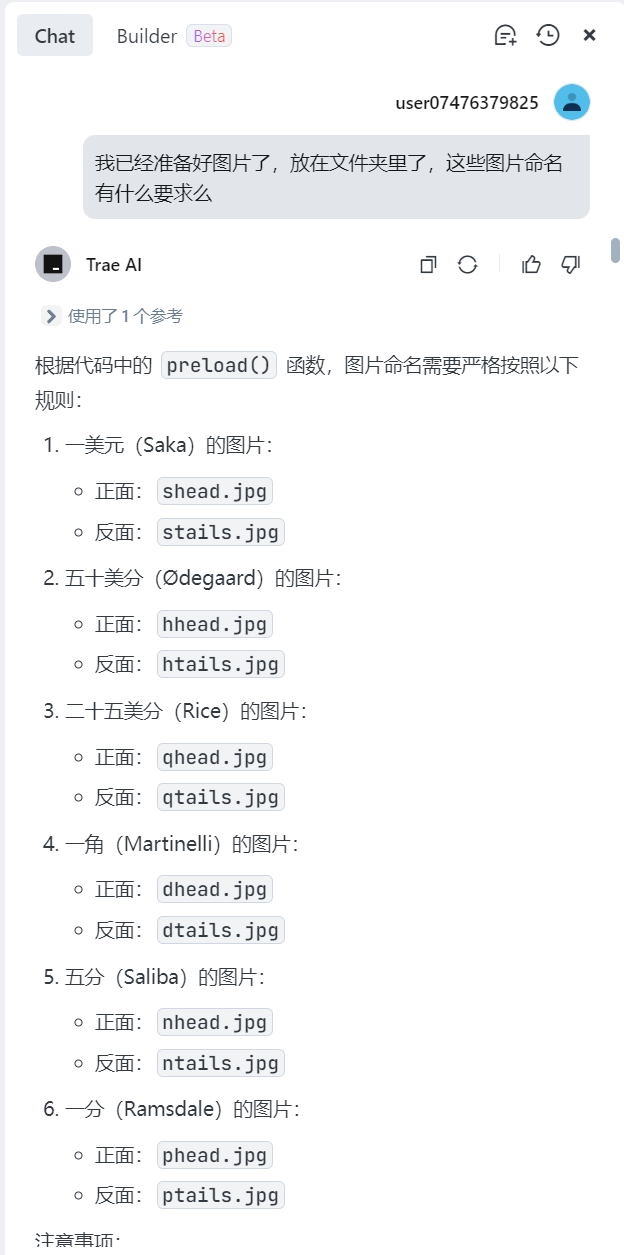 Chat Builder Beta
user07476379825
我已经准备好图片了，放在文件夹里了，这些图片命名
有什么要求么
Trae AI
使用了 1 个参考
根据代码中的 preload() 函数，图片命名需要严格按照以下
规则：
1. 一美元（Saka）的图片：
正面： shead.jpg
反面： stails.jpg
2. 五十美分（Ødegaard）的图片：
正面： hhead.jpg
反面： htails.jpg
3. 二十五美分（Rice）的图片：
正面： qhead.jpg
反面： qtails.jpg
4. 一角（Martinelli）的图片：
正面： dhead.jpg
反面： dtails.jpg
5. 五分（Saliba）的图片：
正面： nhead.jpg
反面： ntails.jpg
6. 一分（Ramsdale）的图片：
正面： phead.jpg
反面： ptails.jpg
注意事项：